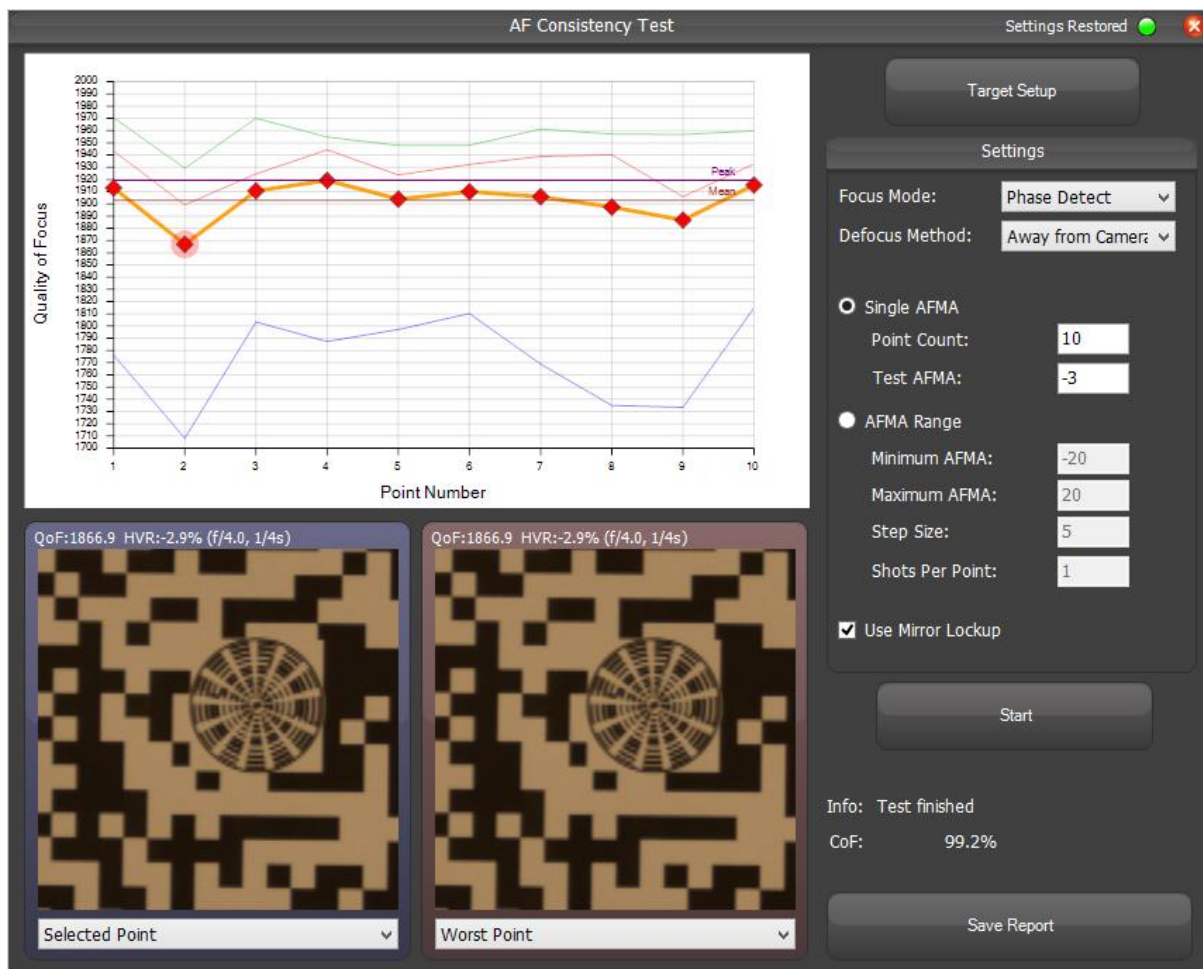 AF Consistency Test
Settings Restored
2000
1990
1980
1970
1960
1950
1940
1930
1920
1910
1900
1890
1880
1870
1860
1850
1840
1830
1820
1810
1800
1790
1780
1770
1760
1750
1740
1730
1720
1710
1700
Quality of Focus
Peak
Mean
1 2 3 4 5 6 7 8 9 10
Point Number
QoF:1866.9 HVR:-2.9% (f/4.0, 1/4s)
Selected Point
QoF:1866.9 HVR:-2.9% (f/4.0, 1/4s)
Worst Point
Target Setup
Settings
Focus Mode: Phase Detect
Defocus Method: Away from Camera
Single AFMA
Point Count: 10
Test AFMA: -3
AFMA Range
Minimum AFMA: -20
Maximum AFMA: 20
Step Size: 5
Shots Per Point: 1
Use Mirror Lockup
Start
Info: Test finished
CoF: 99.2%
Save Report